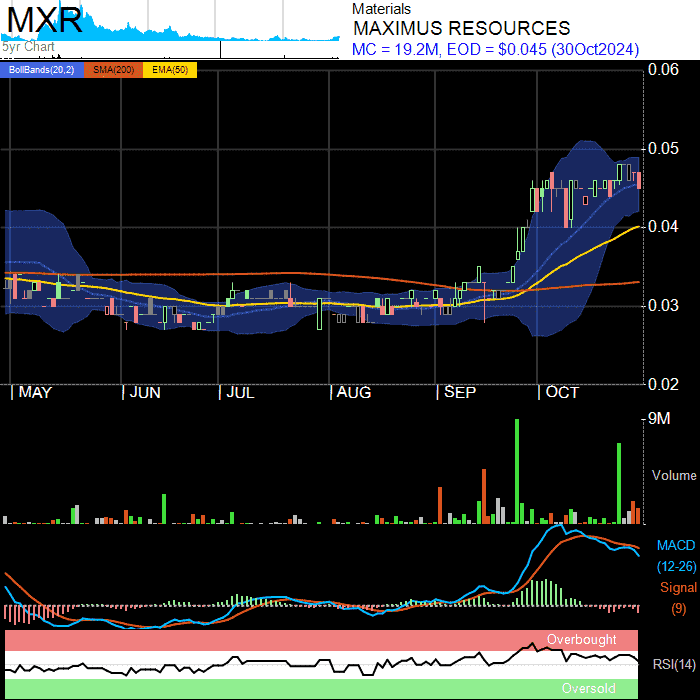 MXR
5yr Chart
Materials
MAXIMUS RESOURCES
MC = 19.2M, EOD = $0.045 (30Oct2024)
BollBands(20,2) SMA(200) EMA(50)
0.06
0.05
0.04
0.03
0.02
MAY JUN JUL AUG SEP OCT
9M
Volume
MACD
(12-26)
Signal
(9)
Overbought
RSI(14)
Oversold